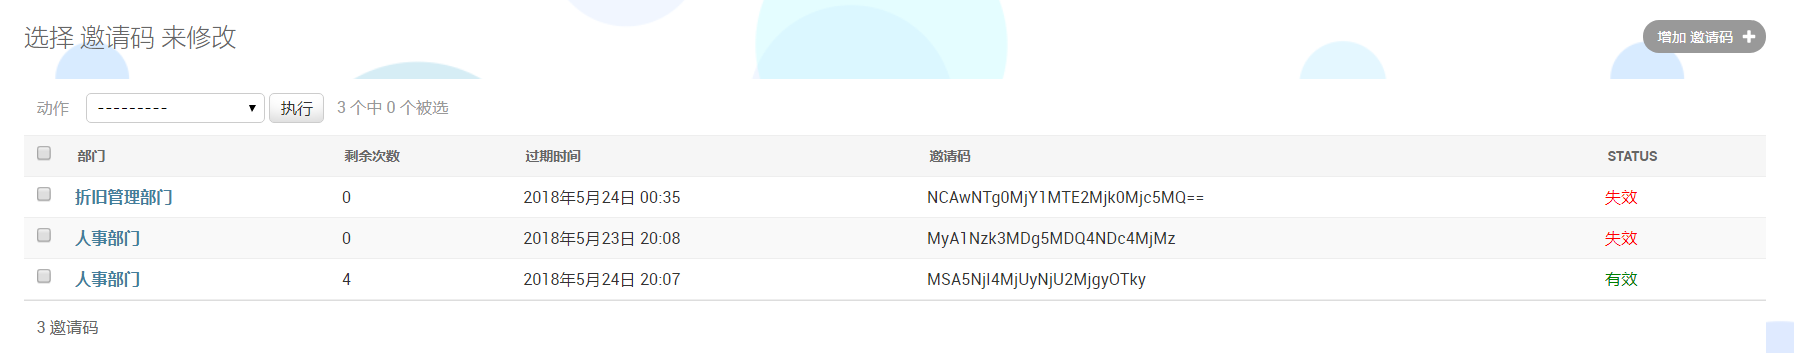 选择 邀请码 来修改
增加 邀请码
动作 --------- 执行 3 个中 0 个被选
部门 剩余次数 过期时间 邀请码 STATUS
折旧管理部门 0 2018年5月24日 00:35 NCAwNTg0MjY1MTE2Mjk0Mjc5MQ== 失效
人事部门 0 2018年5月23日 20:08 MyA1Nzk3MDg5MDQ4NDc4MjMz 失效
人事部门 4 2018年5月24日 20:07 MSA5NjI4MjUyNjU2MjgyOTky 有效
3 邀请码